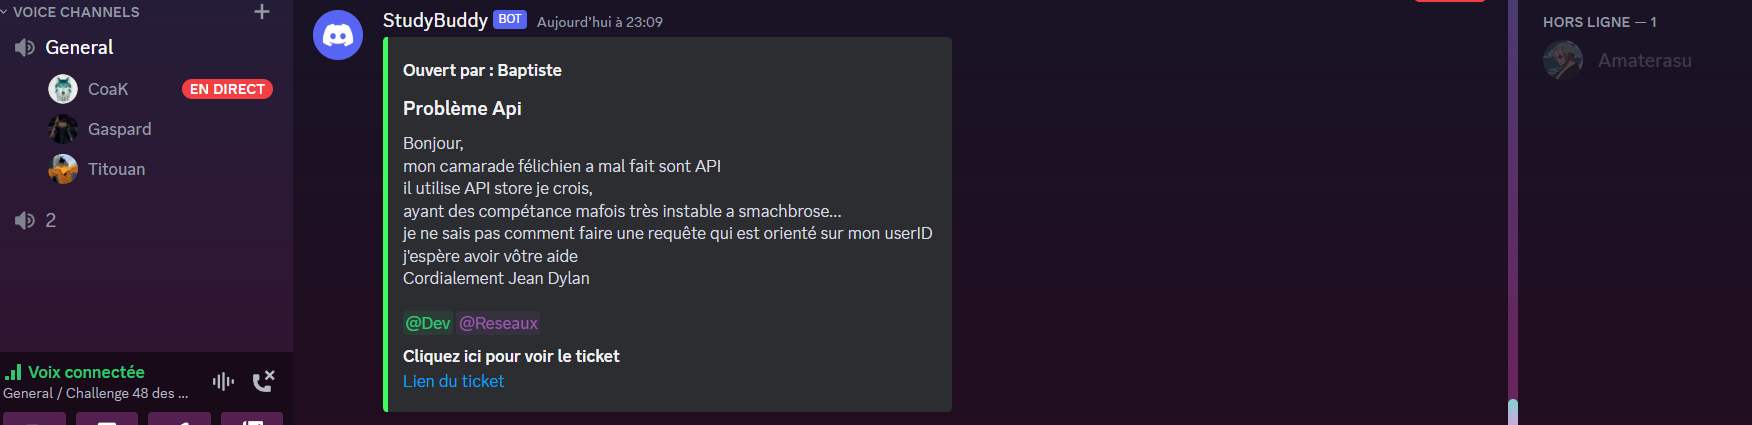 VOICE CHANNELS
General
CoaK
EN DIRECT
Gaspard
Titouan
2
Voix connectée
General / Challenge 48 des ...
StudyBuddy BOT Aujourd'hui à 23:09
Ouvert par : Baptiste
Problème Api
Bonjour,
mon camarade félichien a mal fait sont API
il utilise API store je crois,
ayant des compétance mafois très instable a smachbrose...
je ne sais pas comment faire une requête qui est orienté sur mon userID
j'espère avoir vôtre aide
Cordialement Jean Dylan
@Dev @Reseaux
Cliquez ici pour voir le ticket
Lien du ticket
HORS LIGNE — 1
Amaterasu